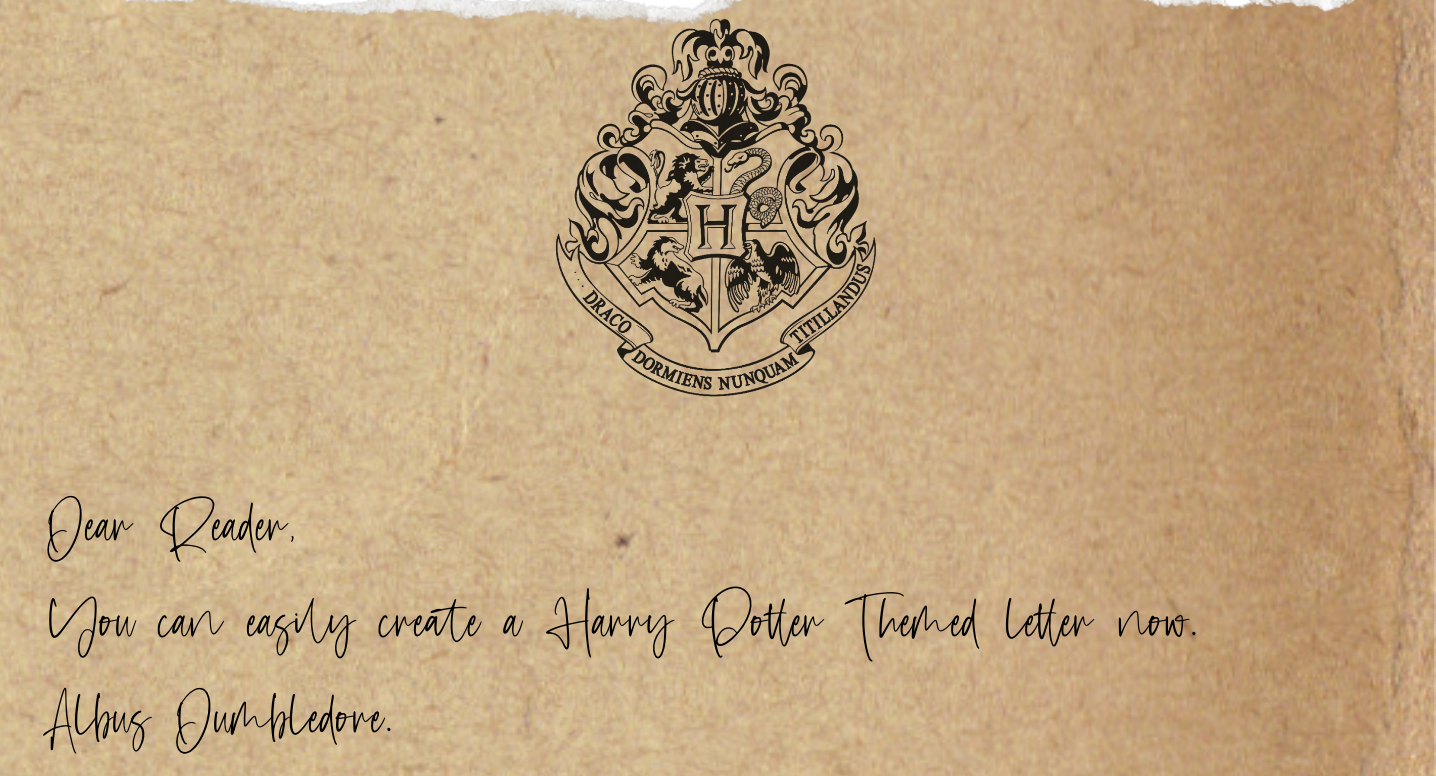 H
DRACO DORMIENS NUNQUAM TITILLANDUS
Dear Reader,
You can easily create a Harry Potter Themed letter now.
Albus Dumbledore.